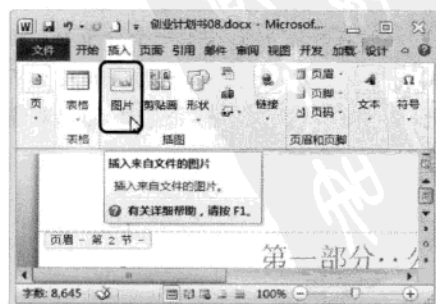 创业计划书08.docx - Microsof...
文件 开始 插入 页面 引用 邮件 审阅 视图 开发 加载 设计
页 表格 图片 剪贴画 形状 链接 页眉 页脚 页码 文本 符号
表格 插图 页眉和页脚
插入来自文件的图片
插入来自文件的图片。
有关详细帮助，请按 F1。
页眉 - 第 2 节 -
第一部分··
字数: 8,645 100%